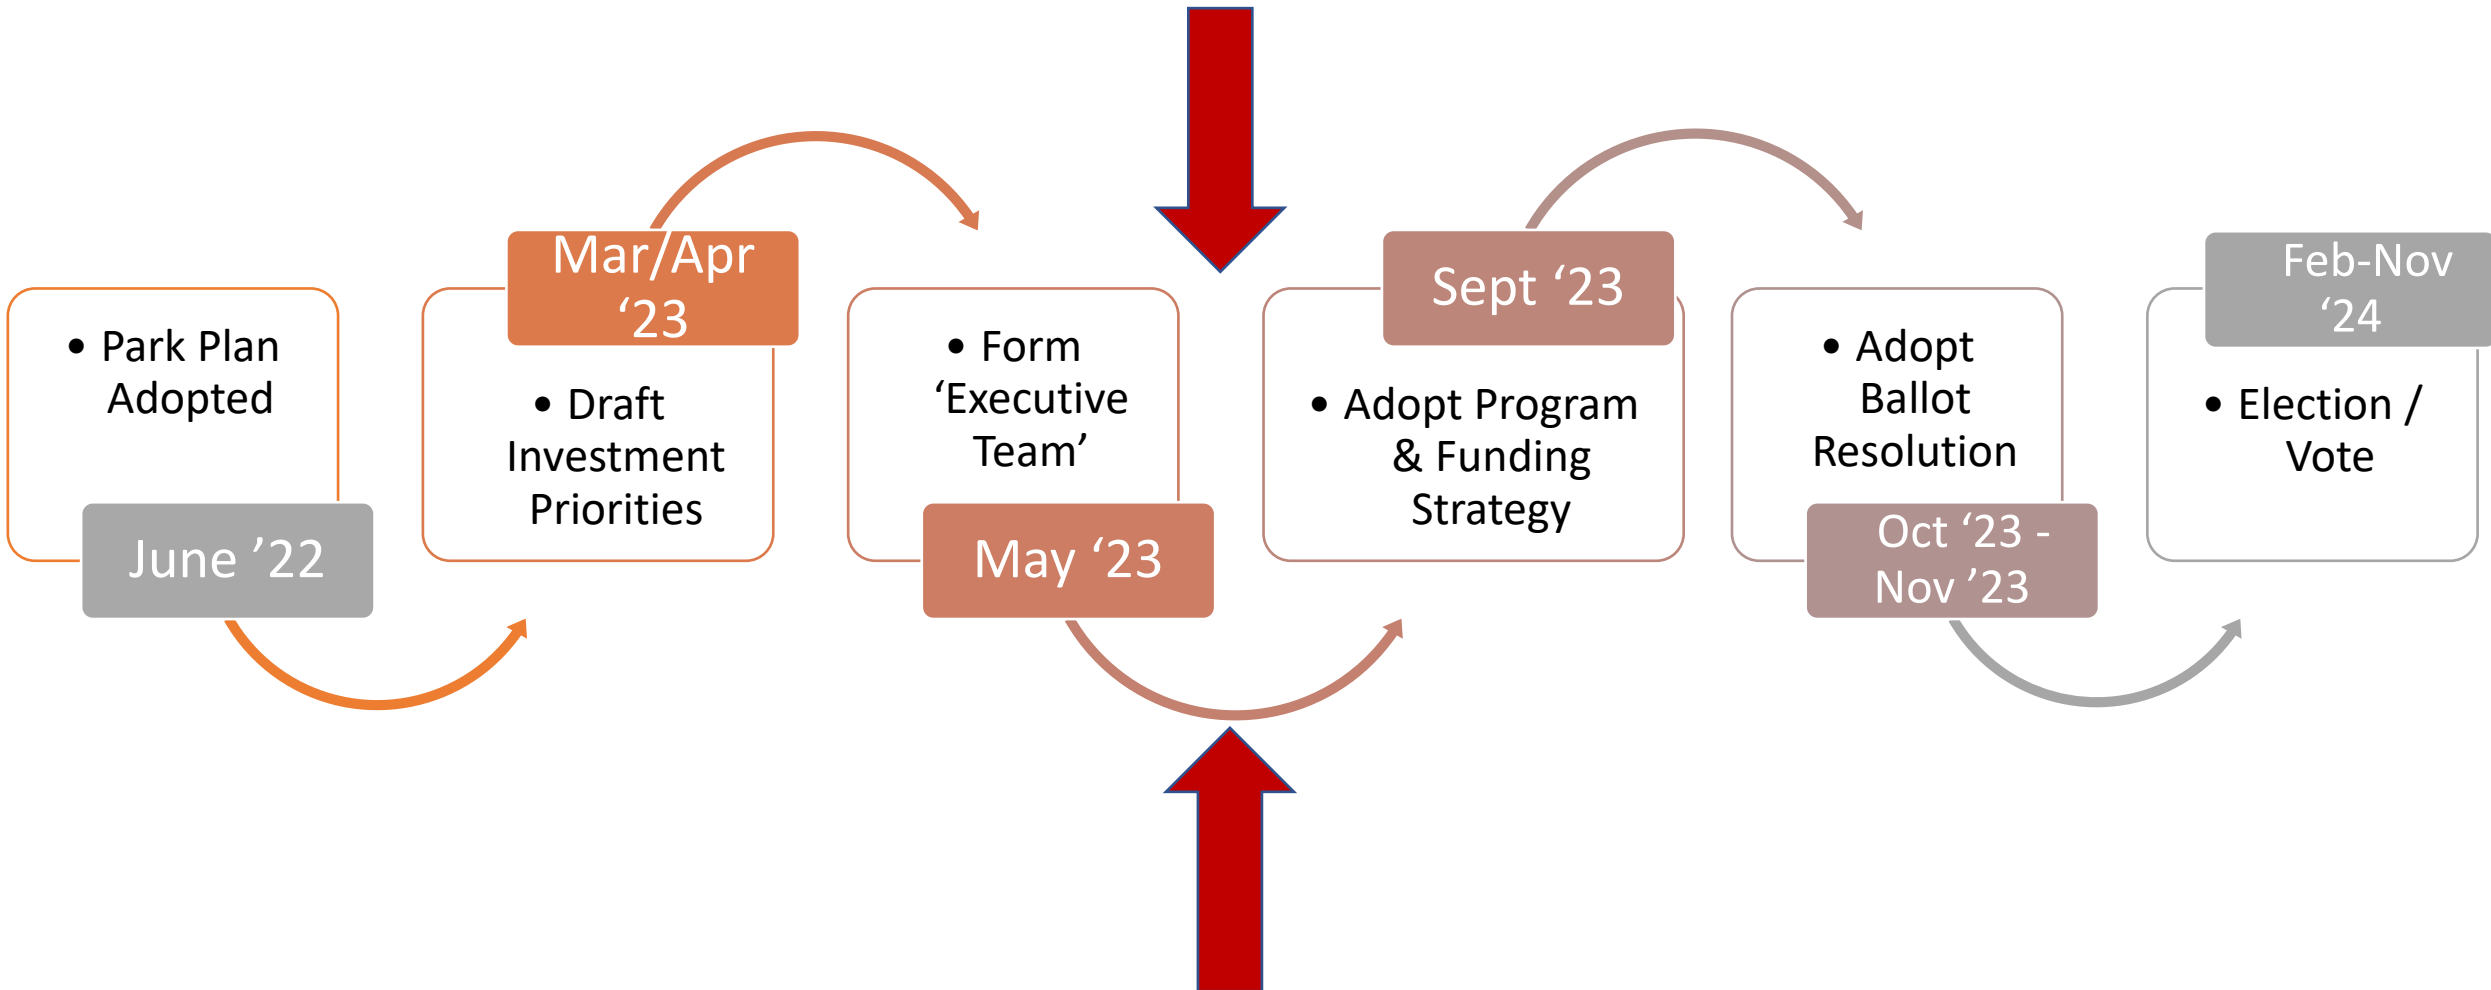 • Park Plan
Adopted
June ’22
Mar/Apr
‘23
• Draft
Investment
Priorities
• Form
‘Executive
Team’
May ‘23
Sept ‘23
• Adopt Program
& Funding
Strategy
• Adopt
Ballot
Resolution
Oct ‘23 -
Nov ’23
Feb-Nov
‘24
• Election /
Vote